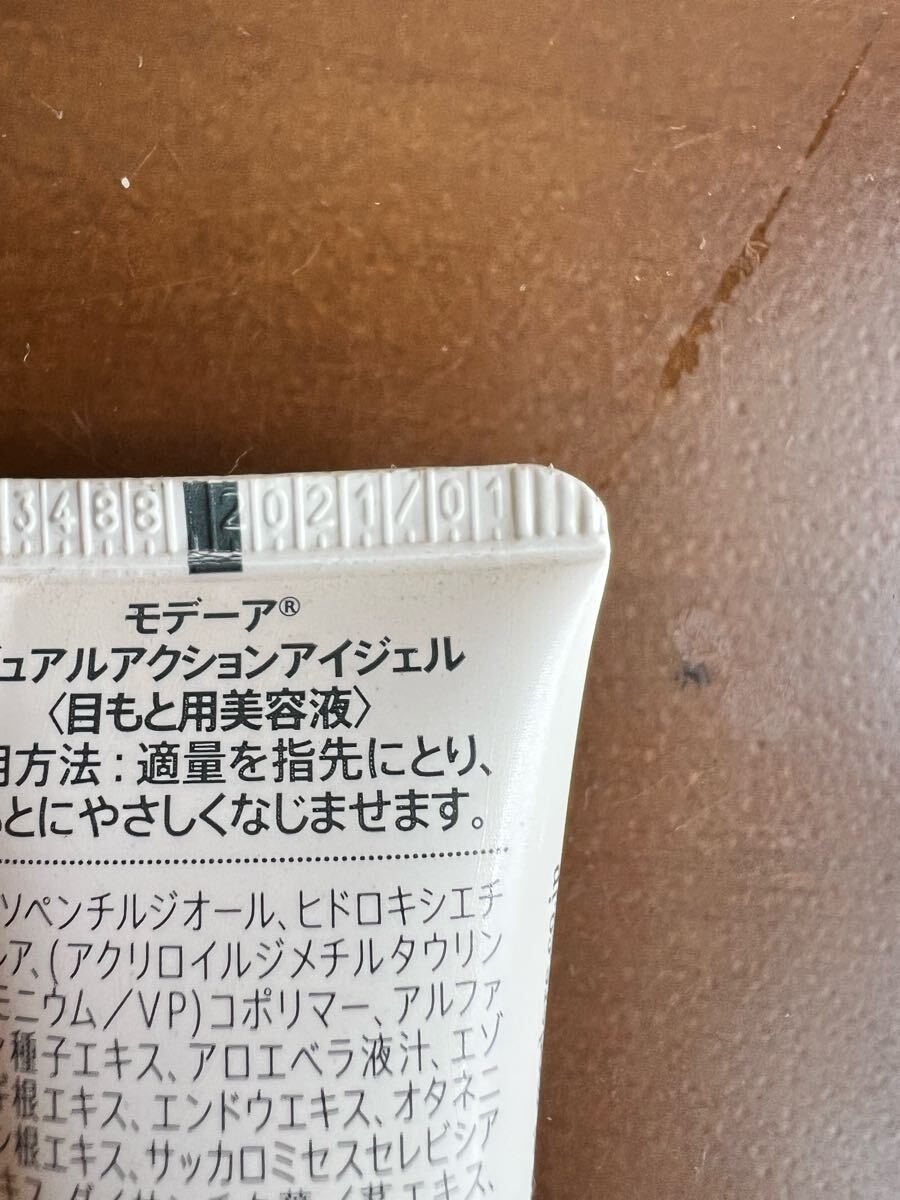 3488 2021/01
モデーア®
デュアルアクションアイジェル
〈目もと用美容液〉
用方法：適量を指先にとり、
もとにやさしくなじませます。
ソペンチルジオール、ヒドロキシエチ
レア、(アクリロイルジメチルタウリン
モニウム/VP)コポリマー、アルファ
種子エキス、アロエベラ液汁、エゾ
根エキス、エンドウエキス、オタネニ
ン根エキス、サッカロミセスセレビシア